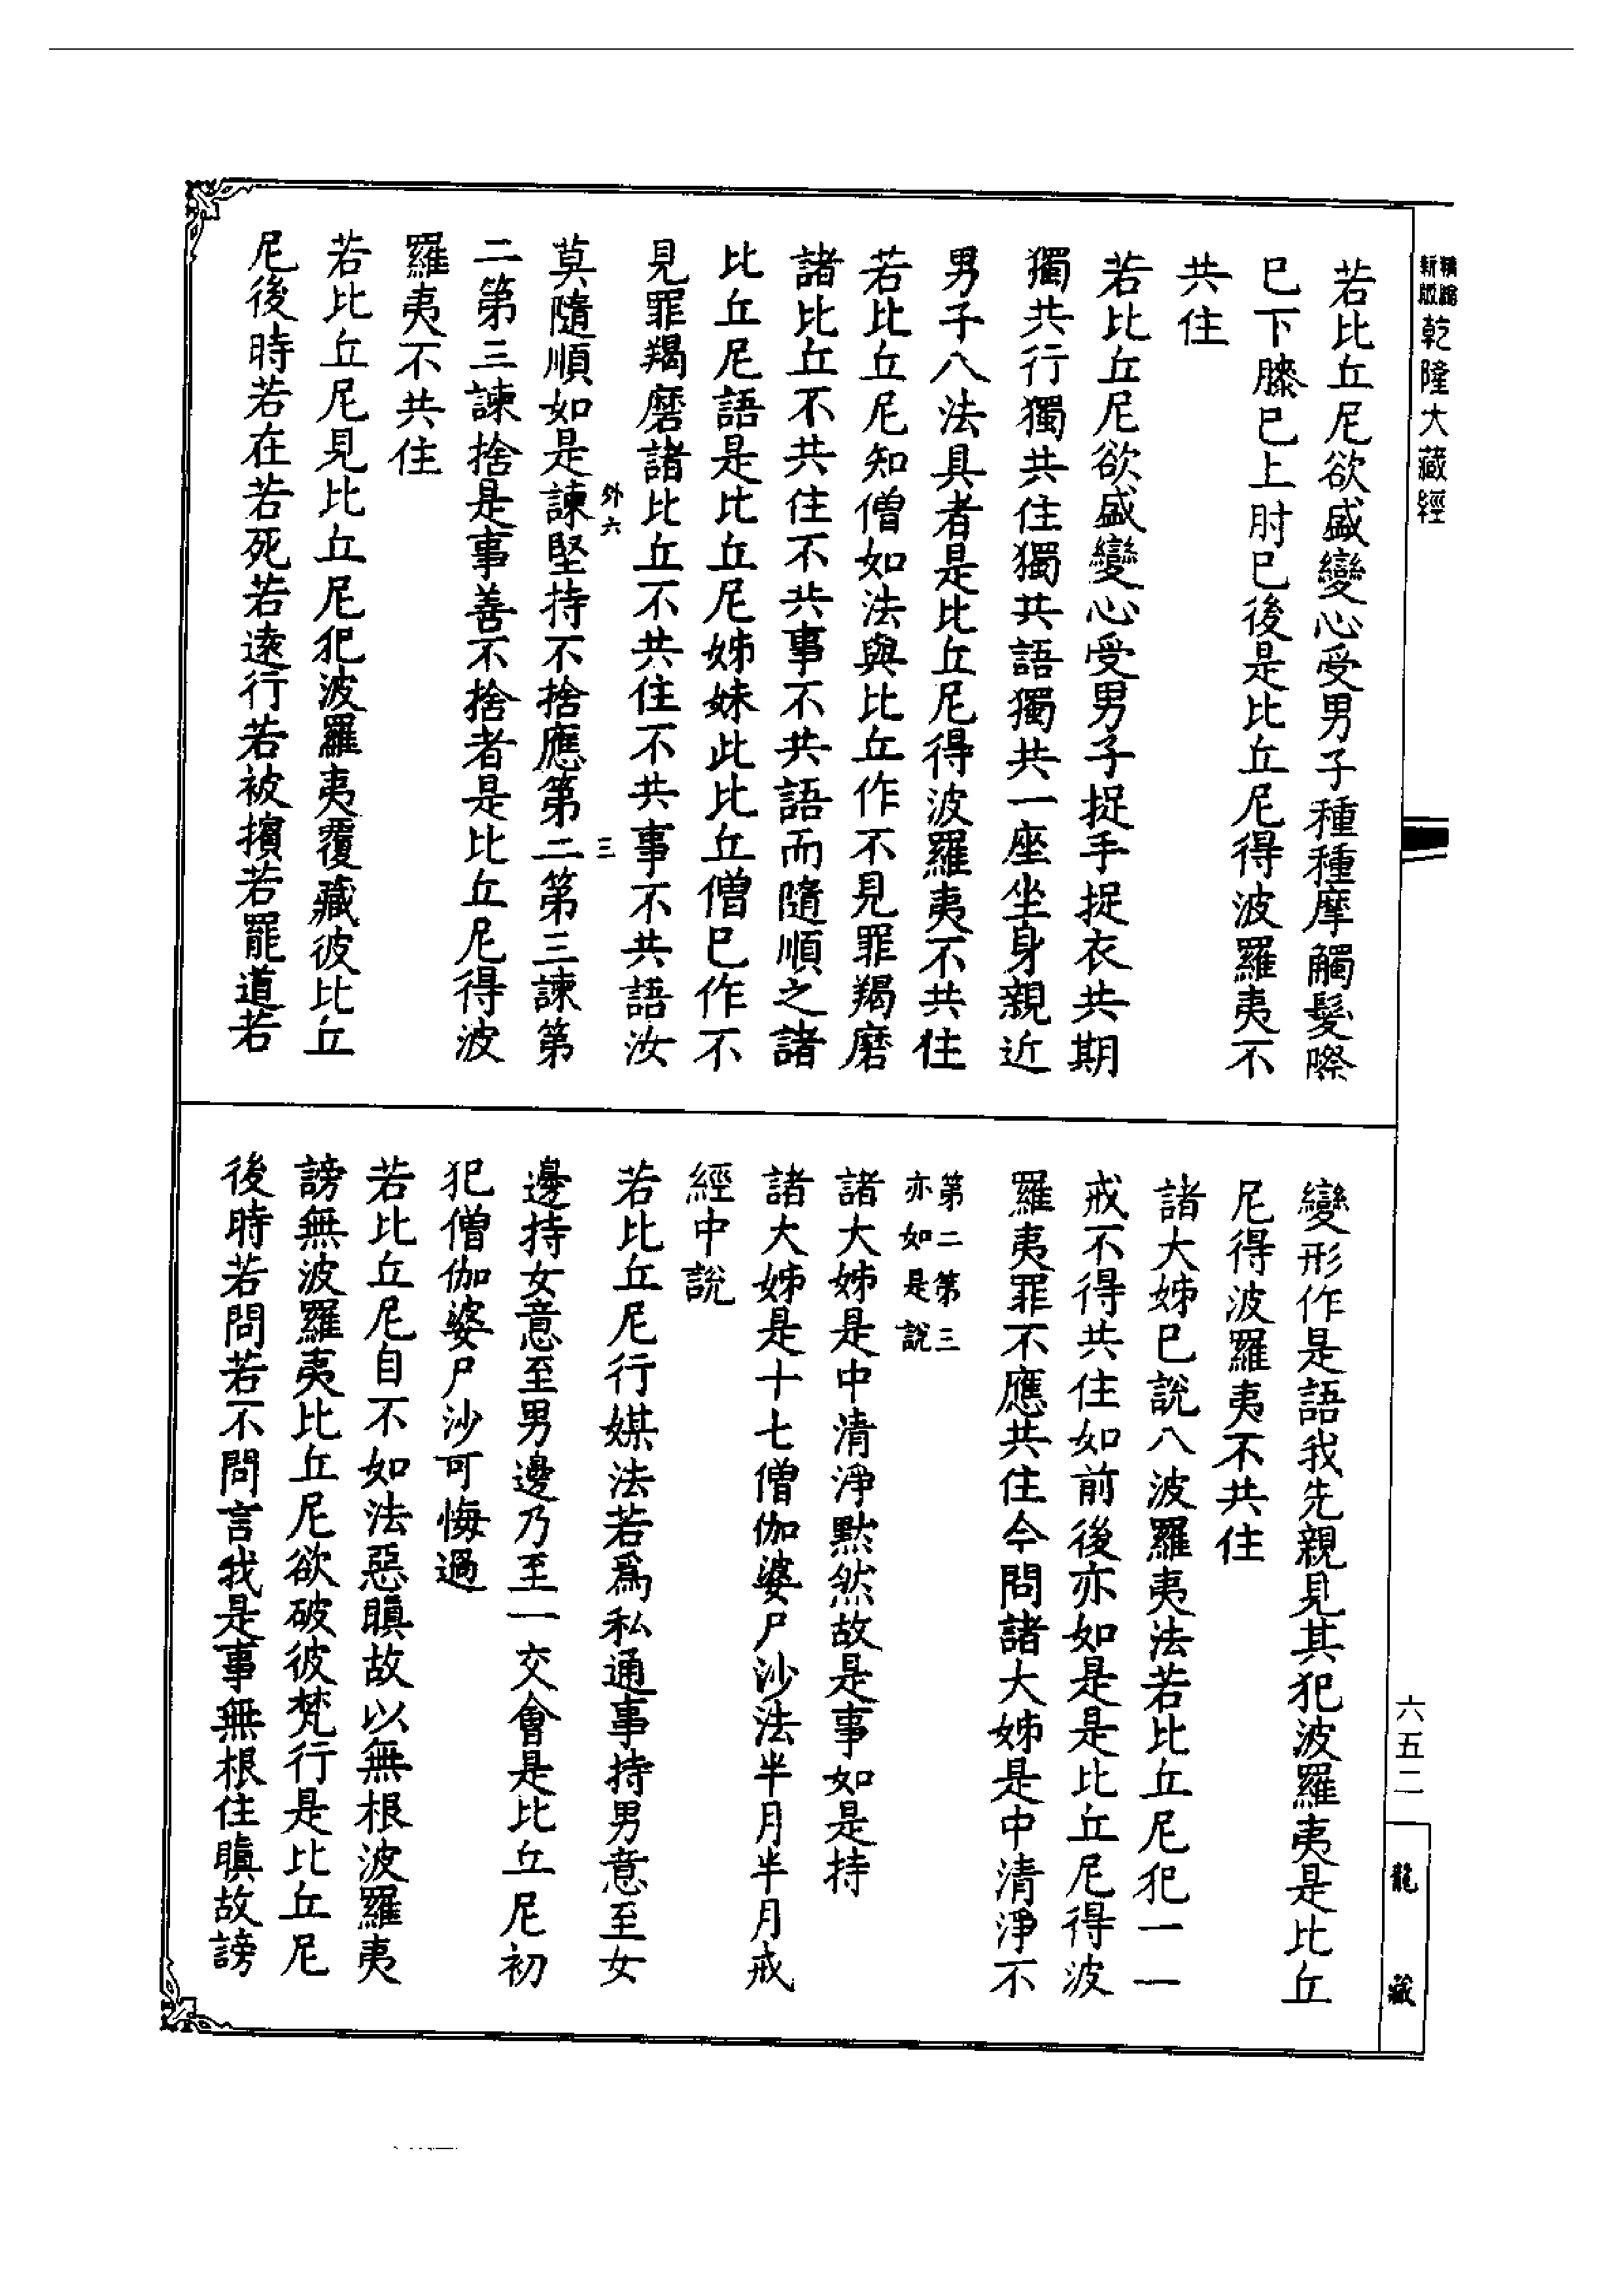 新縮
新版
乾隆大藏經
若比丘尼欲盛變心受男子種種摩觸髮際
已下膝已上肘已後是比丘尼得波羅夷不
共住
若比丘尼欲盛變心受男子捉手捉衣共期
獨共行獨共住獨共語獨共一座坐身親近
男子八法具者是比丘尼得波羅夷不共住
若比丘尼知僧如法與比丘作不見罪羯磨
諸比丘不共住不共事不共語而隨順之諸
比丘尼語是比丘尼姊妹此比丘僧已作不
見罪羯磨諸比丘不共住不共事不共語汝
外六
三
莫隨順如是諫堅持不捨應第二第三諫第
二第三諫捨是事善不捨者是比丘尼得波
羅夷不共住
若比丘尼見比丘尼犯波羅夷覆藏彼比丘
尼後時若在若死若遠行若被擯若罷道若
變形作是語我先親見其犯波羅夷是比丘
尼得波羅夷不共住
諸大姊已說八波羅夷法若比丘尼犯一一
戒不得共住如前後亦如是是比丘尼得波
羅夷罪不應共住今問諸大姊是中清淨不
第二第三
亦如是說
諸大姊是中清淨默然故是事如是持
諸大姊是十七僧伽婆尸沙法半月半月戒
經中說
若比丘尼行媒法若爲私通事持男意至女
邊持女意至男邊乃至一交會是比丘尼初
犯僧伽婆尸沙可悔過
若比丘尼自不如法惡瞋故以無根波羅夷
謗無波羅夷比丘尼欲破彼梵行是比丘尼
後時若問若不問言我是事無根住瞋故謗
六五二
龍藏